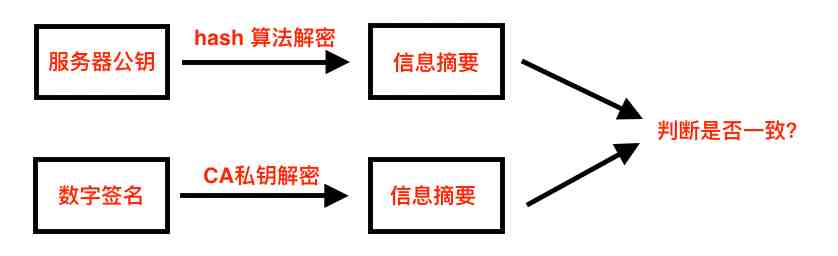 服务器公钥
hash 算法解密
信息摘要
判断是否一致?
数字签名
CA私钥解密
信息摘要